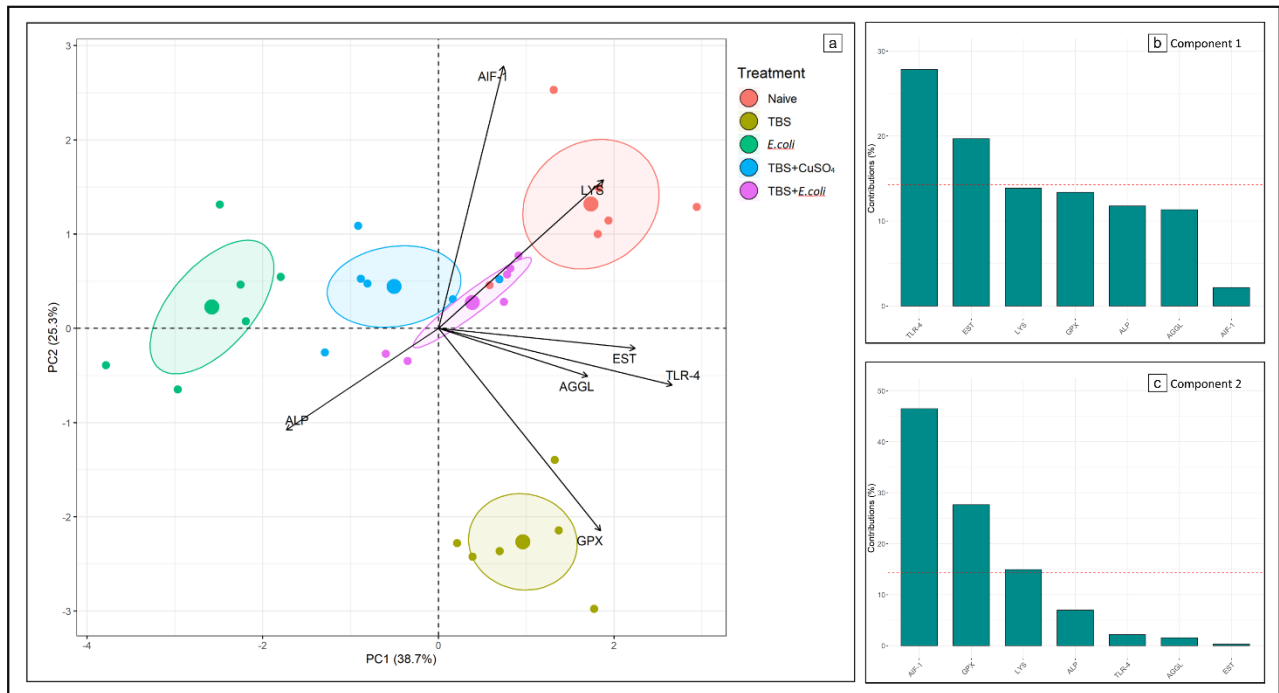 a
3
2
1
0
-1
-2
-3
-4
-2
0
2
PC2 (25.3%)
PC1 (38.7%)
AIF-1
LYS
EST
TLR-4
AGGL
ALP
GPX
Treatment
Naive
TBS
E.coli
TBS+CuSO₄
TBS+E.coli
b Component 1
Contributions (%)
30
20
10
0
TLR-4 EST LYS GPX ALP AGGL AIF-1
c Component 2
Contributions (%)
50
40
30
20
10
0
AIF-1 GPX LYS ALP TLR-4 AGGL EST